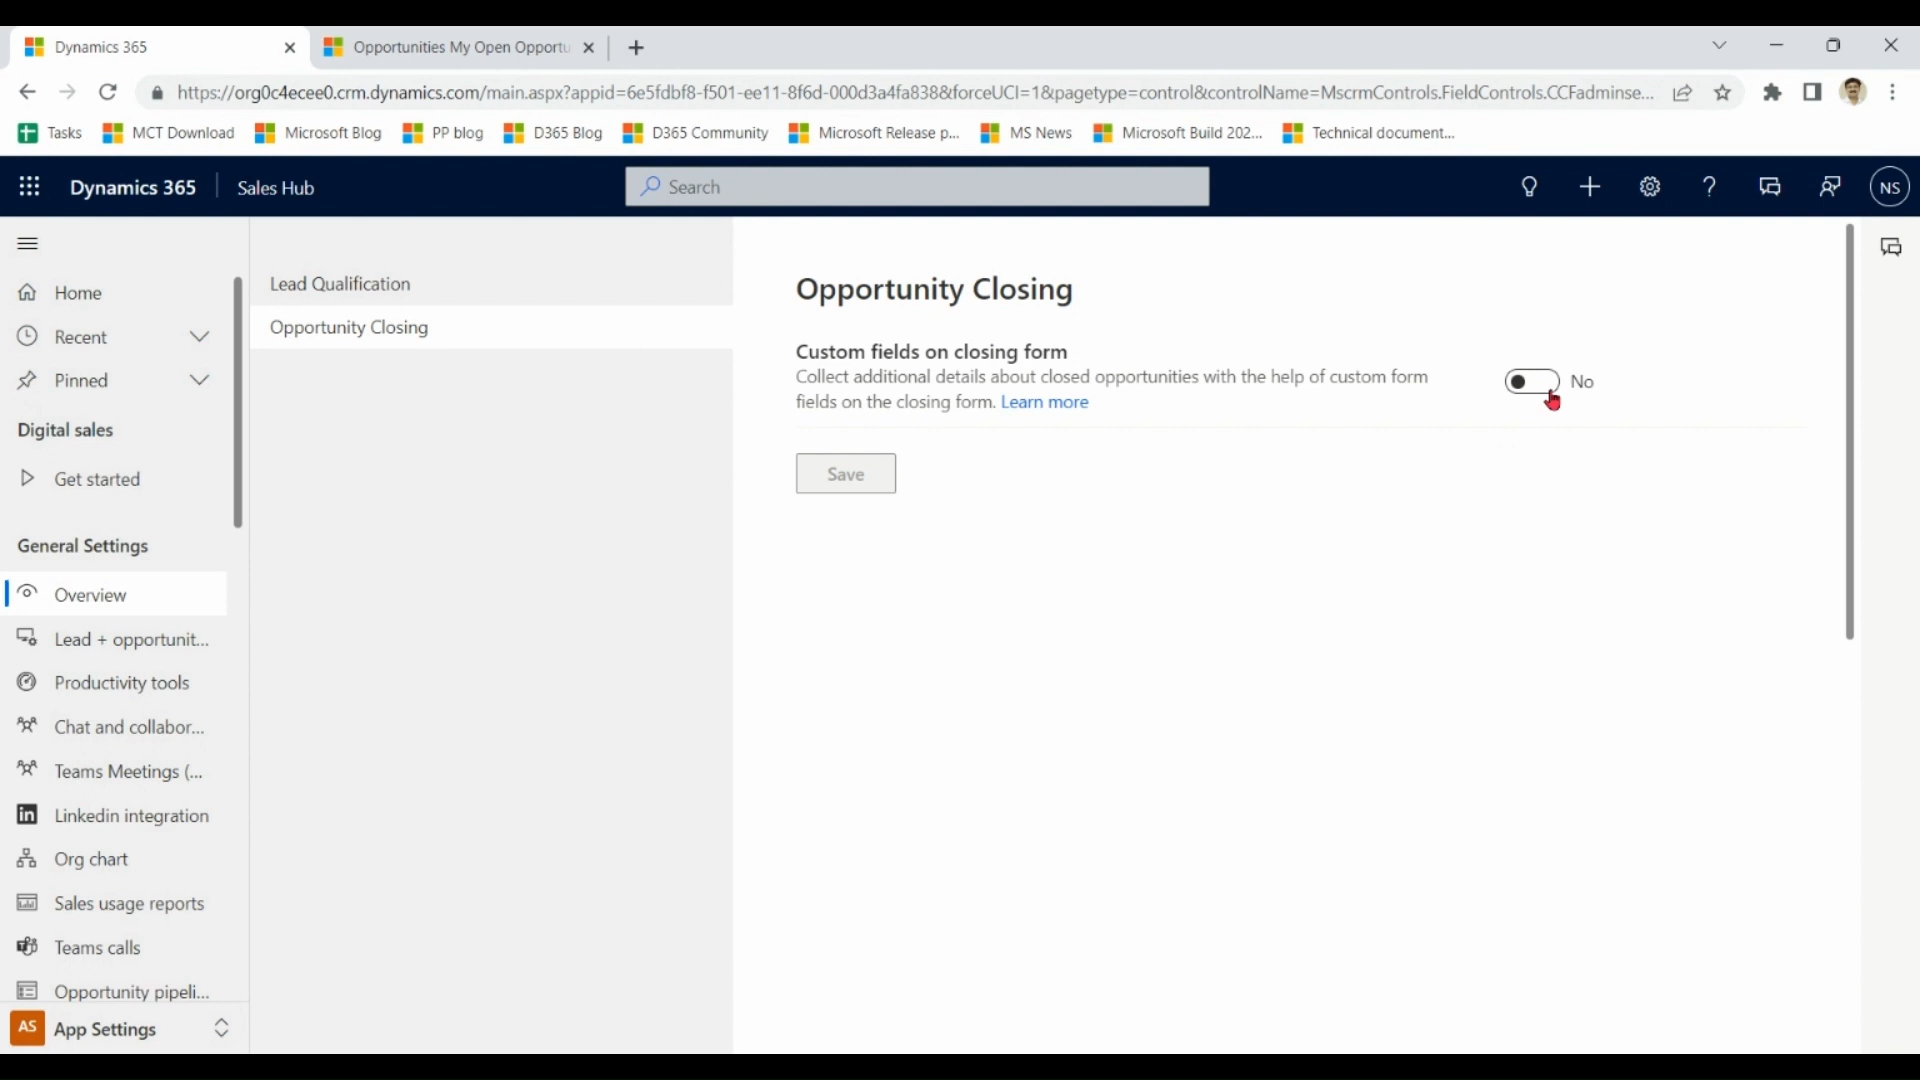 Dynamics 365
Opportunities My Open Opportu
https://org0c4ecee0.crm.dynamics.com/main.aspx?appid=6e5fdbf8-f501-ee11-8f6d-000d3a4fa838&forceUCI=1&pagetype=control&controlName=MscrmControls.FieldControls.CCFadminse...
Tasks
MCT Download
Microsoft Blog
PP blog
D365 Blog
D365 Community
Microsoft Release p...
MS News
Microsoft Build 202...
Technical document...
Dynamics 365
Sales Hub
Search
NS
Home
Recent
Pinned
Digital sales
Get started
General Settings
Overview
Lead + opportunit...
Productivity tools
Chat and collabor...
Teams Meetings (...
Linkedin integration
Org chart
Sales usage reports
Teams calls
Opportunity pipeli...
AS
App Settings
Lead Qualification
Opportunity Closing
Opportunity Closing
Custom fields on closing form
Collect additional details about closed opportunities with the help of custom form
fields on the closing form. Learn more
No
Save